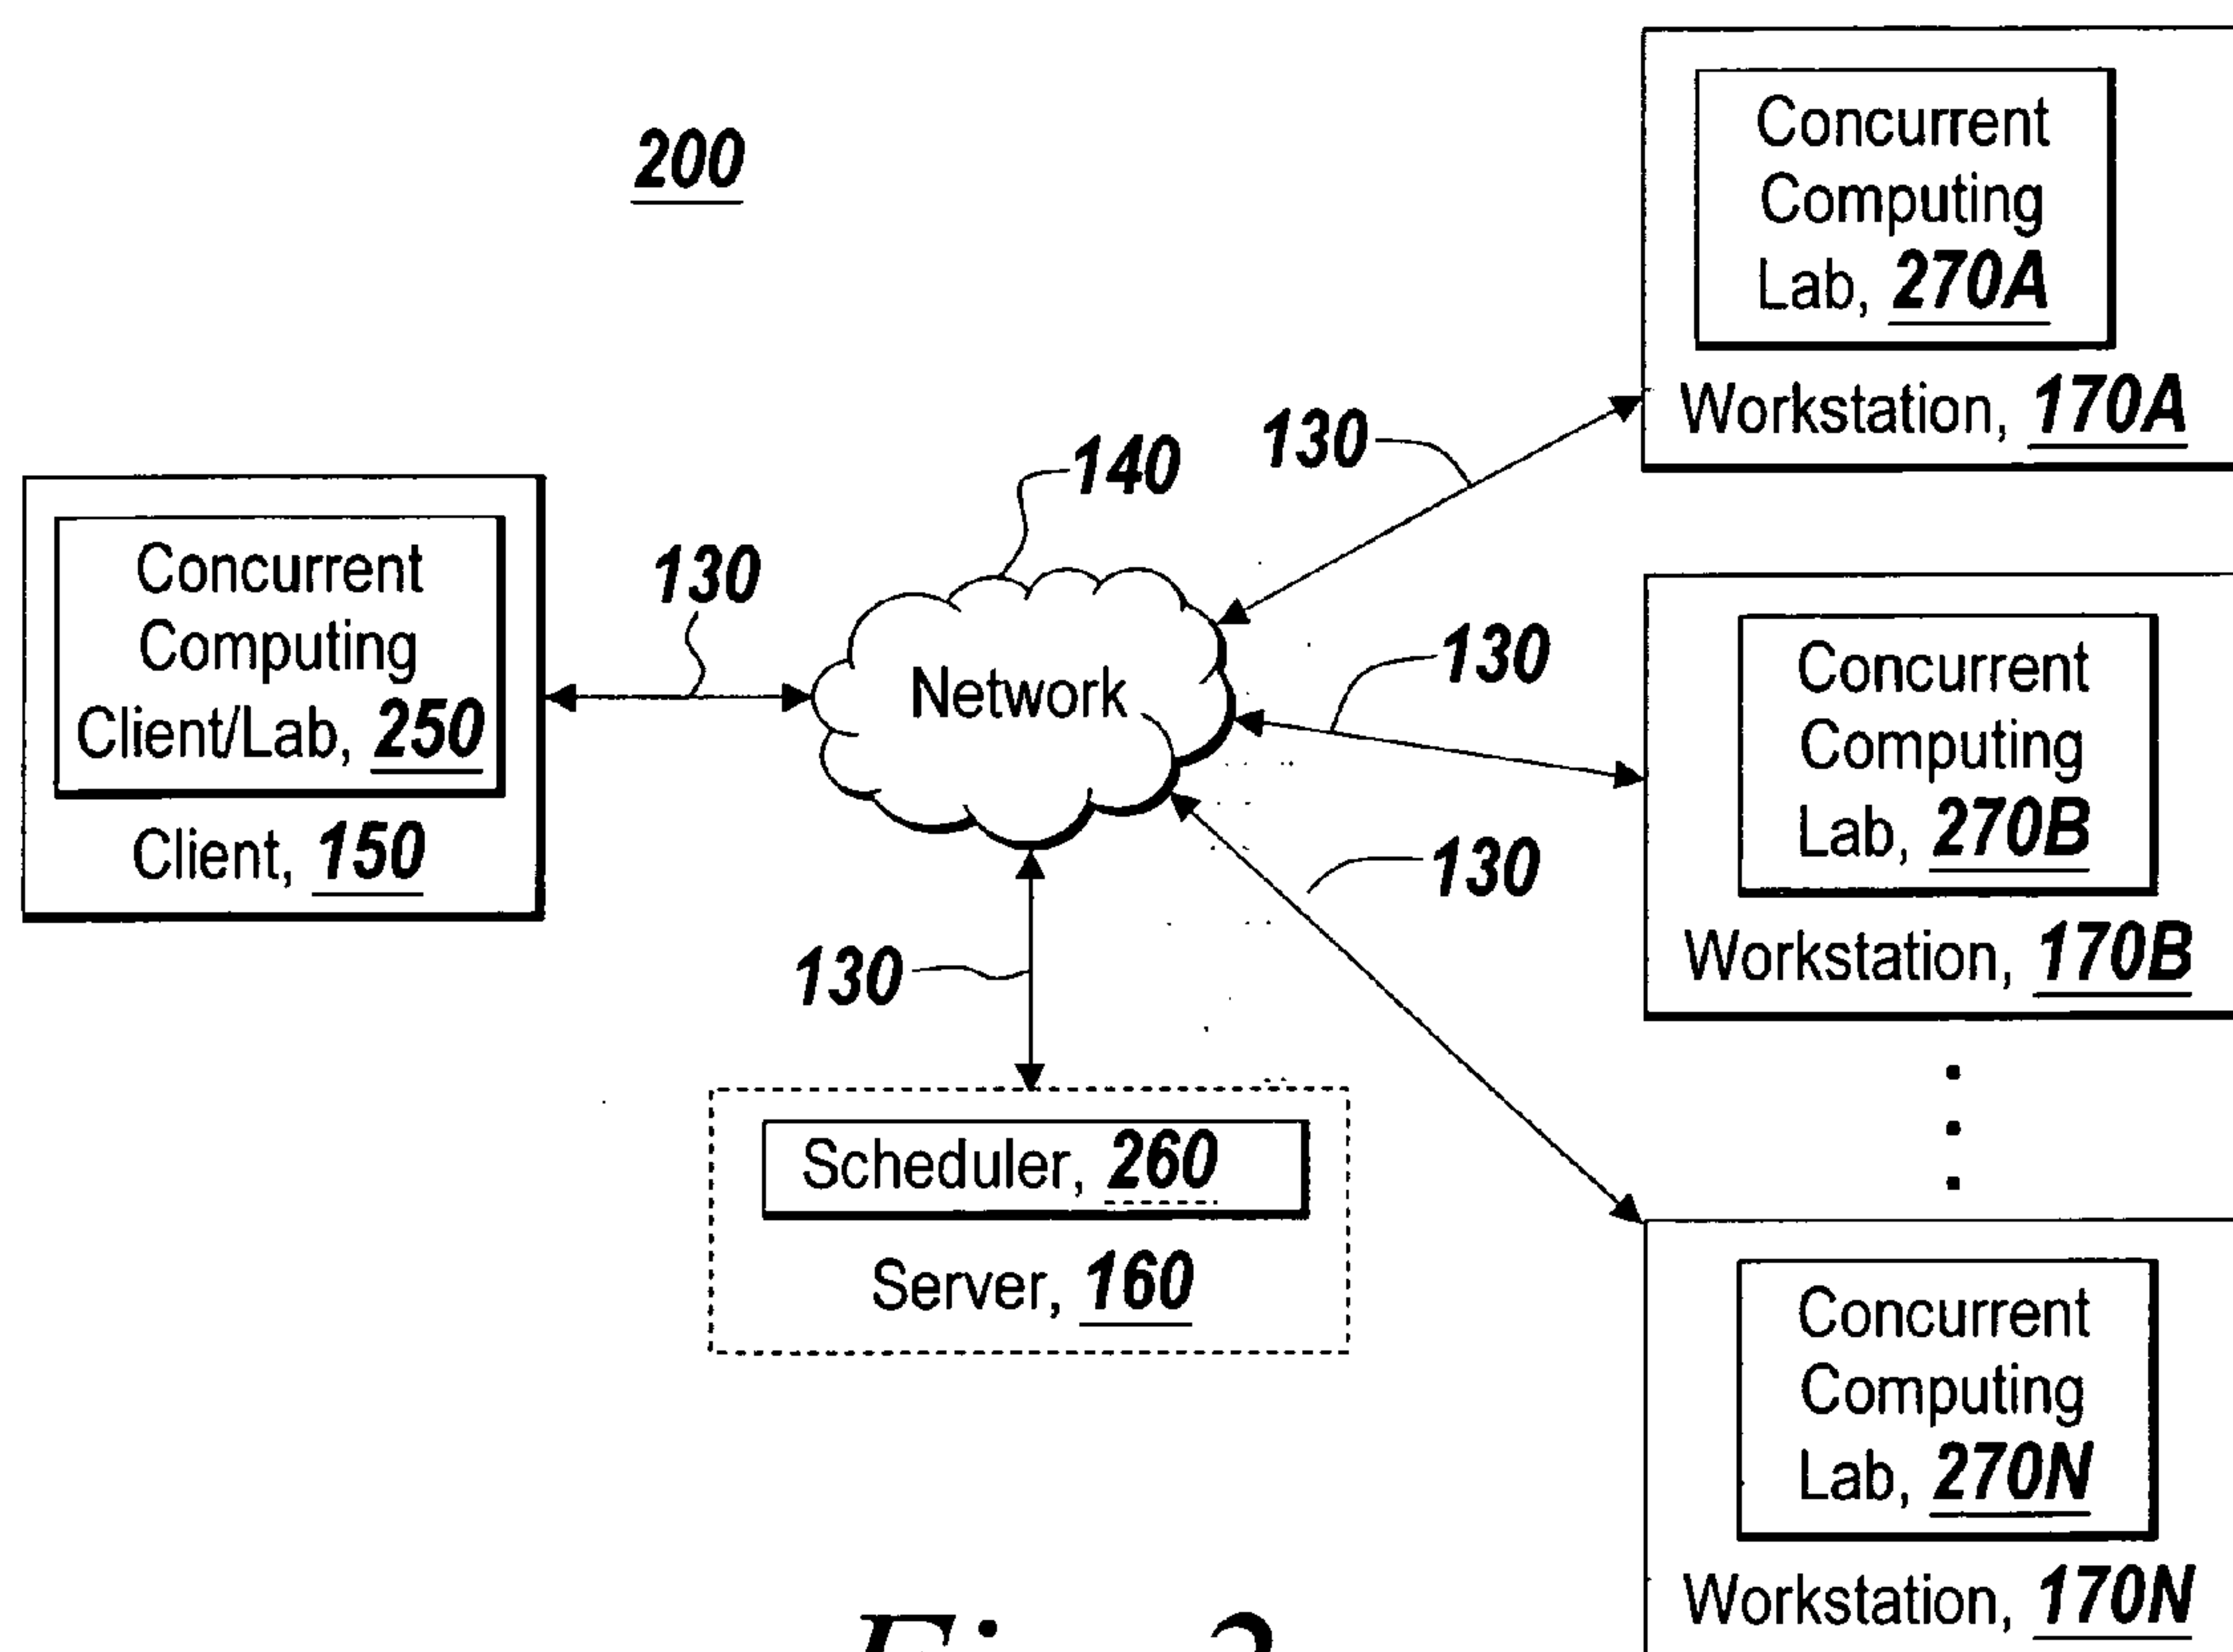 200
Concurrent
Computing
Lab, 270A
Workstation, 170A
130
140
Concurrent
Computing
Client/Lab, 250
Client, 150
130
Network
130
Concurrent
Computing
Lab, 270B
Workstation, 170B
130
130
Scheduler, 260
Server, 160
Concurrent
Computing
Lab, 270N
Workstation, 170N